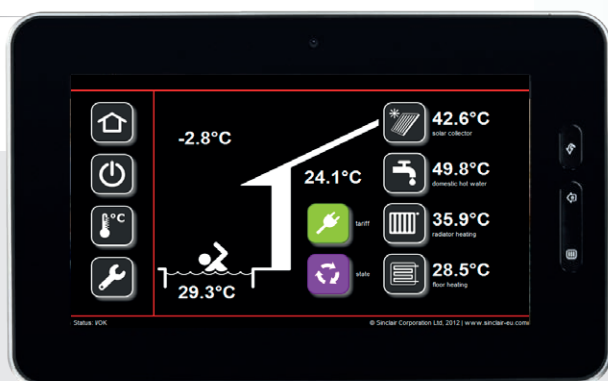 -2.8°C
24.1°C
29.3°C
°C
tariff
state
42.6°C
solar collector
49.8°C
domestic hot water
35.9°C
radiator heating
28.5°C
floor heating
Status: I/OK
© Sinclair Corporation Ltd, 2012 | www.sinclair-eu.com/